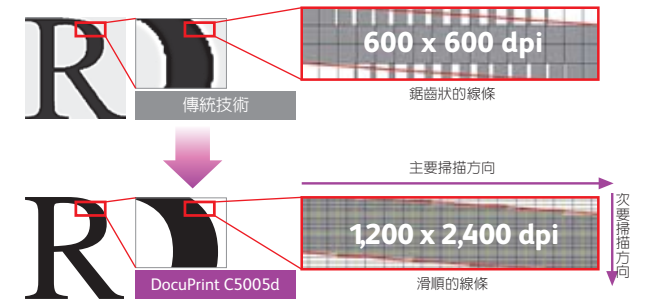 R
600 x 600 dpi
傳統技術
鋸齒狀的線條
主要掃描方向
次要掃描方向
R
1,200 x 2,400 dpi
DocuPrint C5005d
滑順的線條